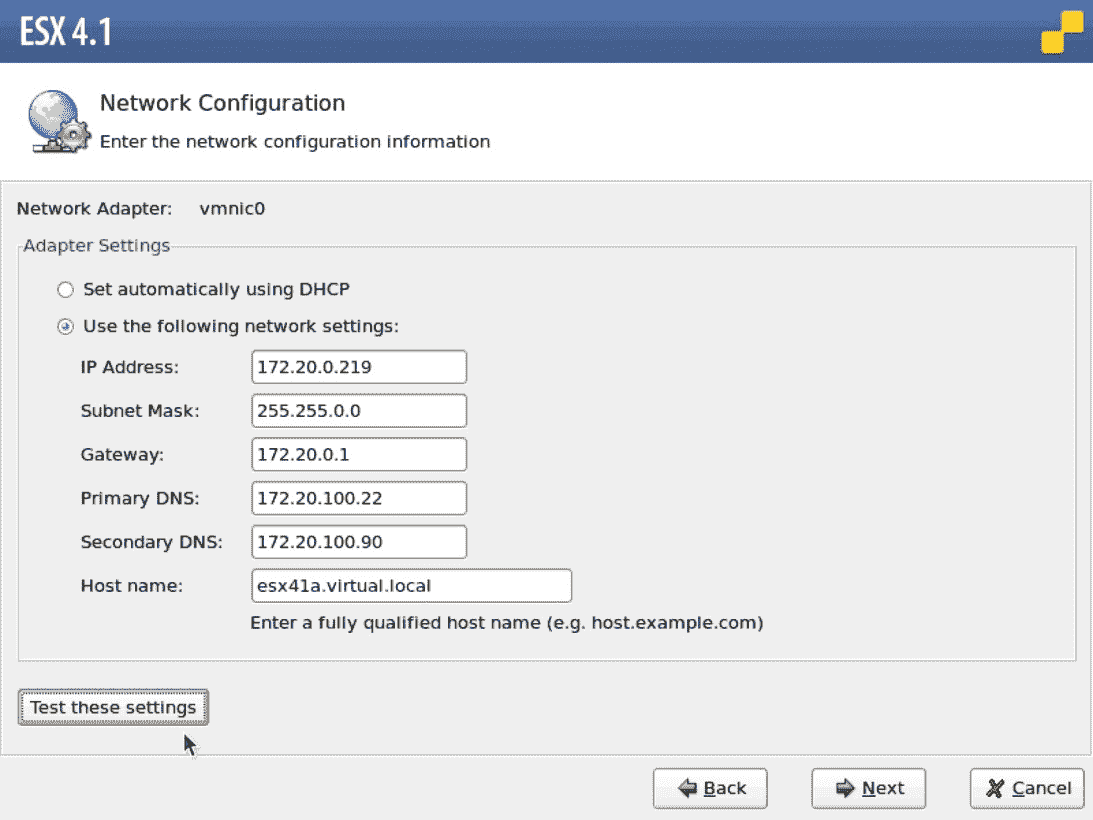 ESX 4.1
Network Configuration
Enter the network configuration information
Network Adapter: vmnic0
Adapter Settings
Set automatically using DHCP
Use the following network settings:
IP Address: 172.20.0.219
Subnet Mask: 255.255.0.0
Gateway: 172.20.0.1
Primary DNS: 172.20.100.22
Secondary DNS: 172.20.100.90
Host name: esx41a.virtual.local
Enter a fully qualified host name (e.g. host.example.com)
Test these settings
Back Next Cancel